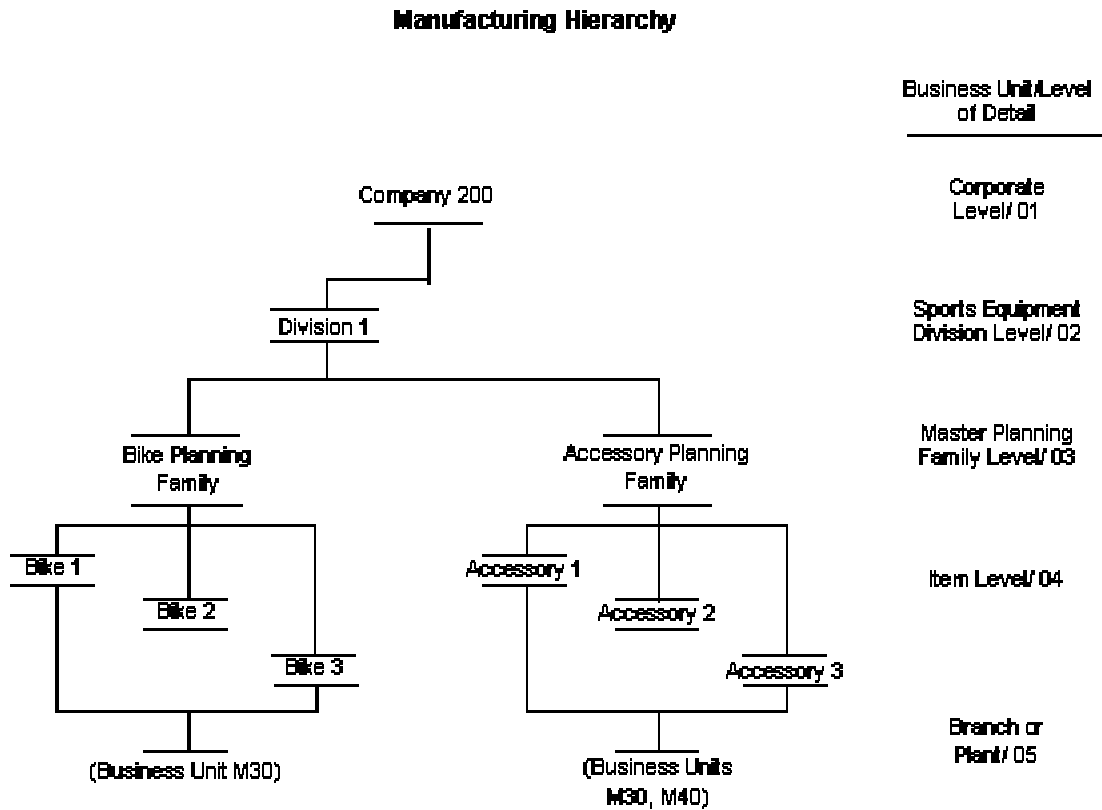 Manufacturing Hierarchy
Business Unit/Level
of Detail
Company 200
Corporate
Level/ 01
Division 1
Sports Equipment
Division Level/ 02
Bike Planning
Family
Accessory Planning
Family
Master Planning
Family Level/ 03
Bike 1
Bike 2
Bike 3
Accessory 1
Accessory 2
Accessory 3
Item Level/ 04
(Business Unit M30)
(Business Units
M30, M40)
Branch or
Plant/ 05